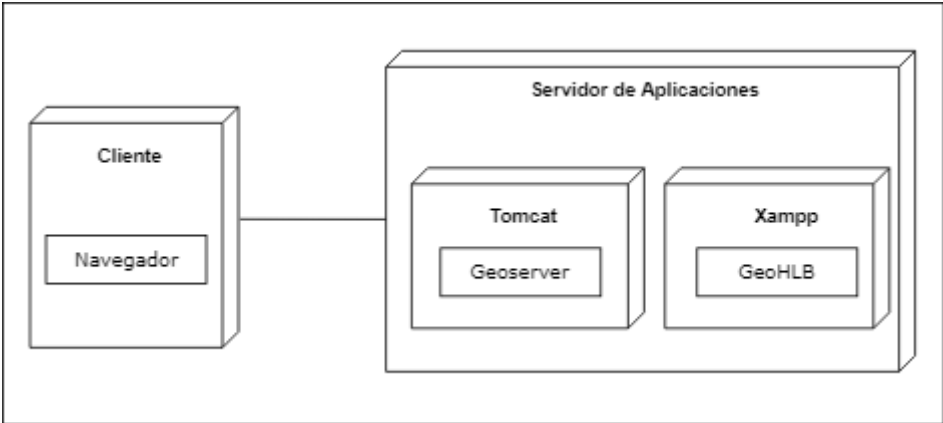 Servidor de Aplicaciones
Cliente
Navegador
Tomcat
Geoserver
Xampp
GeoHLB